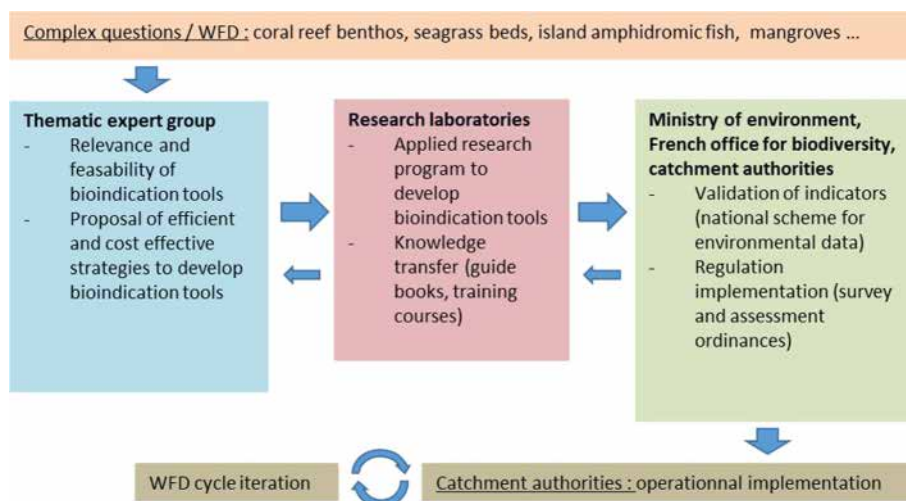 Complex questions / WFD : coral reef benthos, seagrass beds, island amphidromic fish, mangroves ...
Thematic expert group
- Relevance and
feasability of
bioindication tools
- Proposal of efficient
and cost effective
strategies to develop
bioindication tools
Research laboratories
- Applied research
program to
develop
bioindication tools
- Knowledge
transfer (guide
books, training
courses)
Ministry of environment,
French office for biodiversity,
catchment authorities
- Validation of indicators
(national scheme for
environmental data)
- Regulation
implementation (survey
and assessment
ordinances)
WFD cycle iteration
Catchment authorities : operationnal implementation